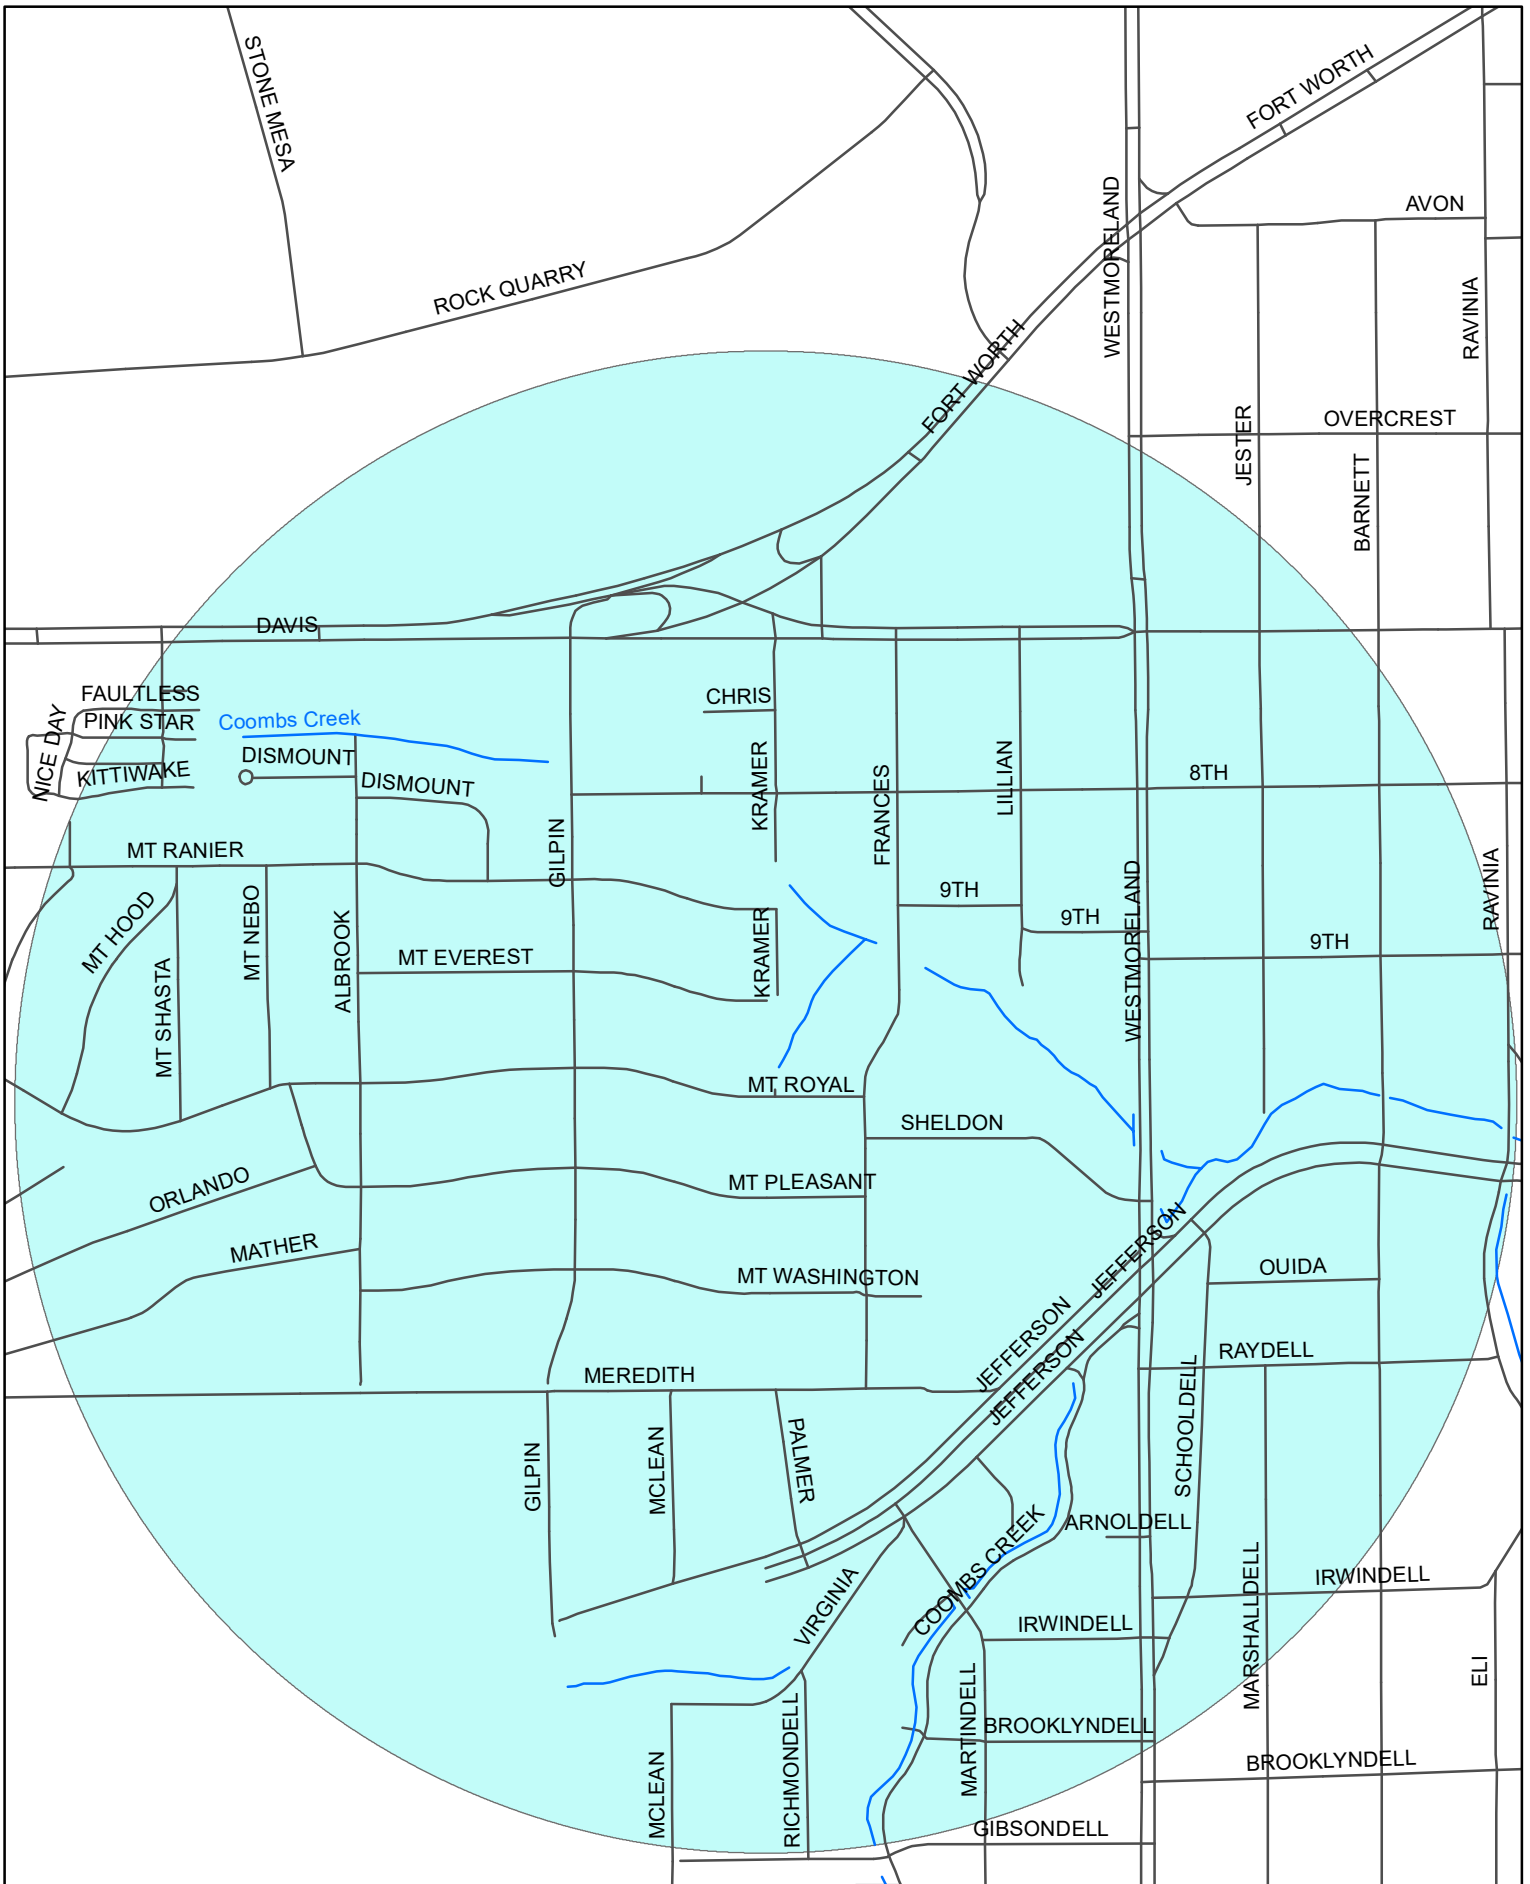 STONE MESA
FORT WORTH
AVON
ROCK QUARRY
WESTMORELAND
RAVINIA
FORT WORTH
OVERCREST
JESTER
BARNETT
DAVIS
FAULTLESS
CHRIS
PINK STAR
Coombs Creek
NICE DAY
DISMOUNT
KITTIWAKE
DISMOUNT
8TH
KRAMER
LILLIAN
FRANCES
GILPIN
MT RANIER
9TH
9TH
9TH
RAVINIA
MT HOOD
MT NEBO
ALBROOK
MT EVEREST
KRAMER
WESTMORELAND
MT SHASTA
MT ROYAL
SHELDON
MT PLEASANT
ORLANDO
MATHER
JEFFERSON
OUIDA
MT WASHINGTON
JEFFERSON
JEFFERSON
RAYDELL
MEREDITH
SCHOOLDELL
PALMER
GILPIN
MCLEAN
ARNOLDELL
COOMBS CREEK
IRWINDELL
VIRGINIA
IRWINDELL
MARSHALLDELL
ELI
MARTINDELL
BROOKLYNDELL
RICHMONDELL
BROOKLYNDELL
MCLEAN
GIBSONDELL